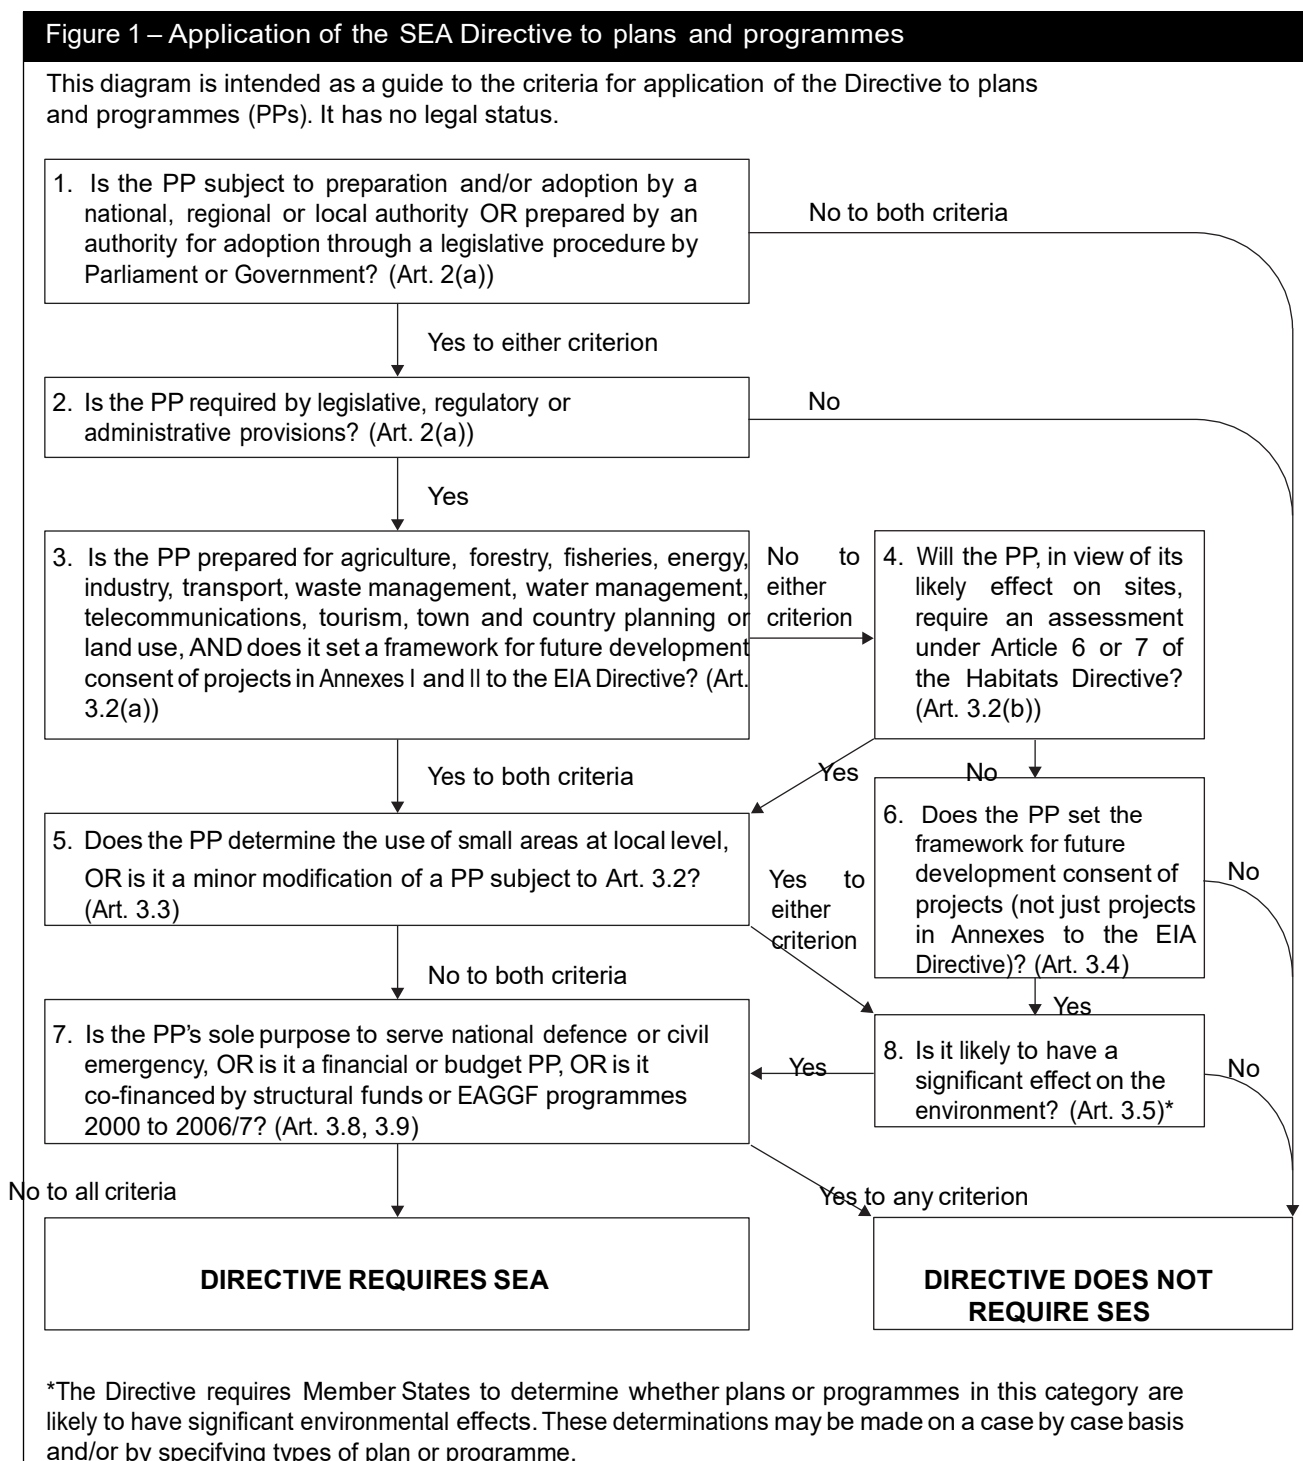 Figure 1 – Application of the SEA Directive to plans and programmes
This diagram is intended as a guide to the criteria for application of the Directive to plans
and programmes (PPs). It has no legal status.
1. Is the PP subject to preparation and/or adoption by a
national, regional or local authority OR prepared by an
authority for adoption through a legislative procedure by
Parliament or Government? (Art. 2(a))
No to both criteria
Yes to either criterion
2. Is the PP required by legislative, regulatory or
administrative provisions? (Art. 2(a))
No
Yes
3. Is the PP prepared for agriculture, forestry, fisheries, energy,
industry, transport, waste management, water management,
telecommunications, tourism, town and country planning or
land use, AND does it set a framework for future development
consent of projects in Annexes I and II to the EIA Directive? (Art.
3.2(a))
No to
either
criterion
4. Will the PP, in view of its
likely effect on sites,
require an assessment
under Article 6 or 7 of
the Habitats Directive?
(Art. 3.2(b))
Yes to both criteria
Yes
No
5. Does the PP determine the use of small areas at local level,
OR is it a minor modification of a PP subject to Art. 3.2?
(Art. 3.3)
Yes to
either
criterion
6. Does the PP set the
framework for future
development consent of
projects (not just projects
in Annexes to the EIA
Directive)? (Art. 3.4)
No
No to both criteria
Yes
7. Is the PP’s sole purpose to serve national defence or civil
emergency, OR is it a financial or budget PP, OR is it
co-financed by structural funds or EAGGF programmes
2000 to 2006/7? (Art. 3.8, 3.9)
Yes
8. Is it likely to have a
significant effect on the
environment? (Art. 3.5)*
No
No to all criteria
Yes to any criterion
DIRECTIVE REQUIRES SEA
DIRECTIVE DOES NOT
REQUIRE SES
*The Directive requires Member States to determine whether plans or programmes in this category are
likely to have significant environmental effects. These determinations may be made on a case by case basis
and/or by specifying types of plan or programme.